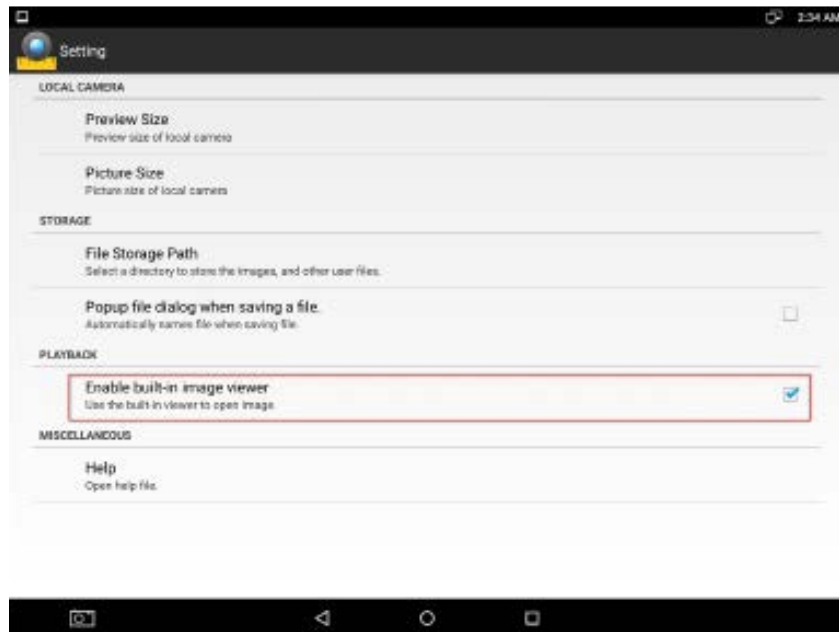 2:34 AM
Setting
LOCAL CAMERA
Preview Size
Preview size of local camera
Picture Size
Picture size of local camera
STORAGE
File Storage Path
Select a directory to store the images, and other user files.
Popup file dialog when saving a file.
Automatically names file when saving file.
PLAYBACK
Enable built-in image viewer
Use the built-in viewer to open image
MISCELLANEOUS
Help
Open help file.